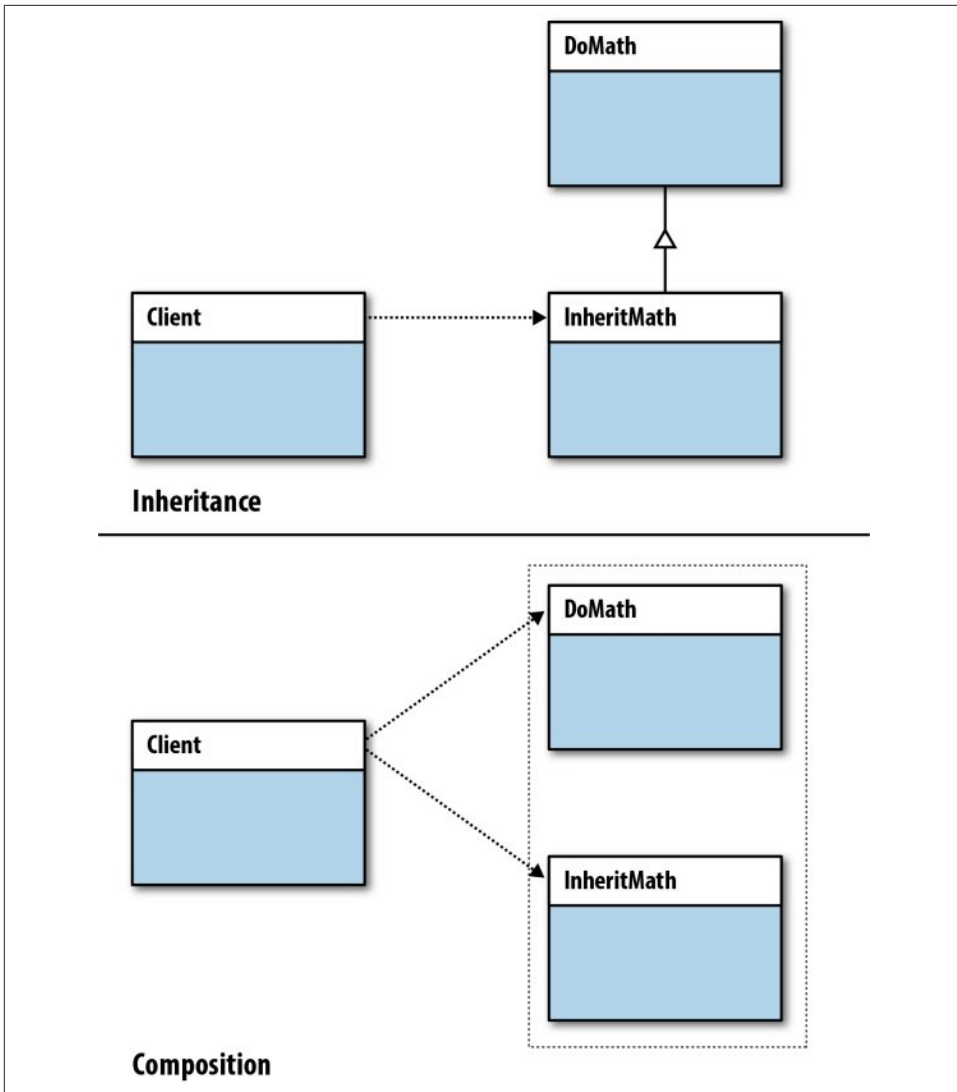 DoMath
Client
InheritMath
Inheritance
DoMath
Client
InheritMath
Composition